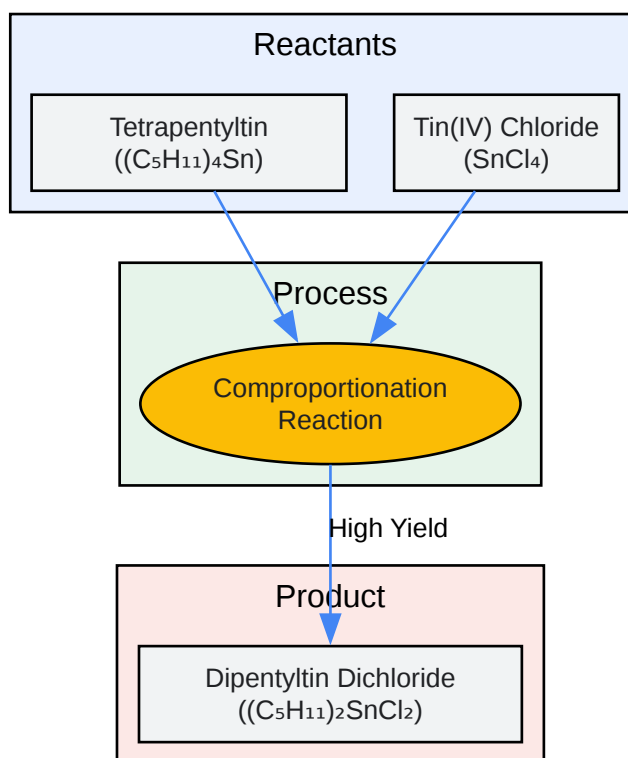 Reactants
Tetrapentyltin
((C₅H₁₁)₄Sn)
Tin(IV) Chloride
(SnCl₄)
Process
Comproportionation
Reaction
High Yield
Product
Dipentyltin Dichloride
((C₅H₁₁)₂SnCl₂)